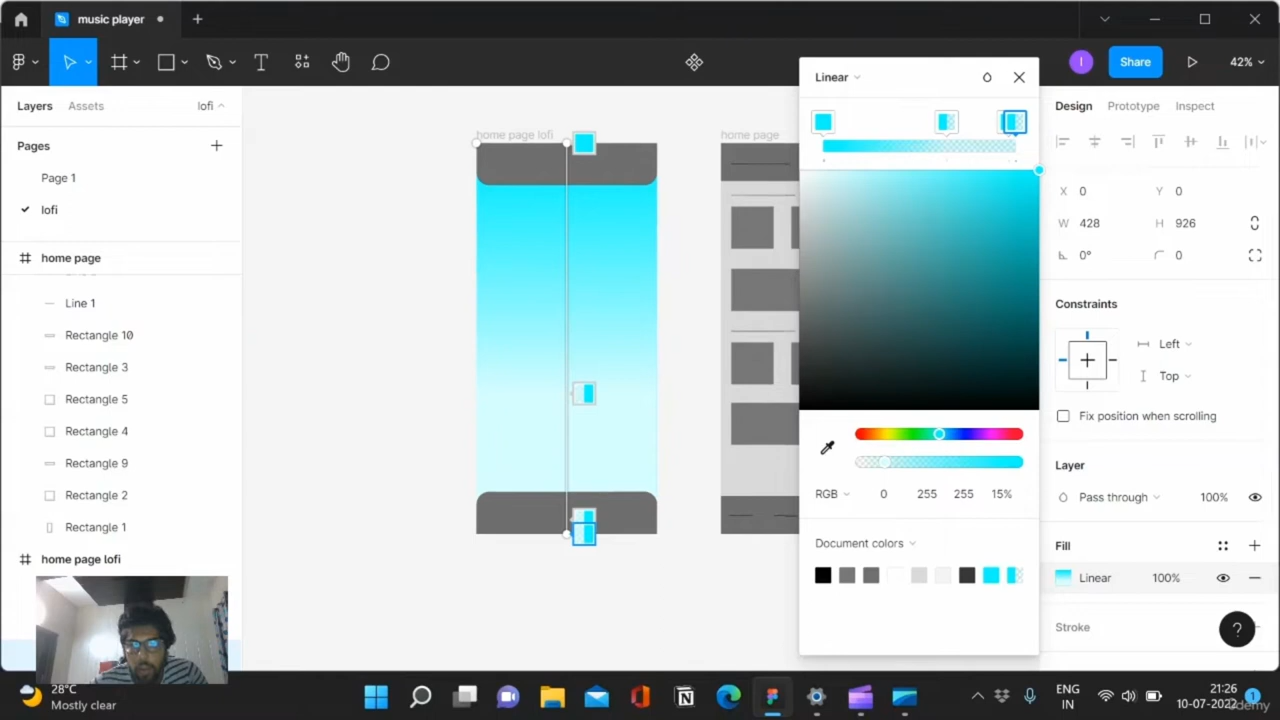 music player
42%
Share
Layers
Assets
lofi
Pages
Page 1
lofi
home page
Line 1
Rectangle 10
Rectangle 3
Rectangle 5
Rectangle 4
Rectangle 9
Rectangle 2
Rectangle 1
home page lofi
home page lofi
home page
Linear
RGB
0
255
255
15%
Document colors
Design
Prototype
Inspect
X 0
Y 0
W 428
H 926
0°
0
Constraints
Left
Top
Fix position when scrolling
Layer
Pass through
100%
Fill
Linear
100%
Stroke
?
28°C
Mostly clear
ENG
IN
21:26
10-07-2022
1
Udemy